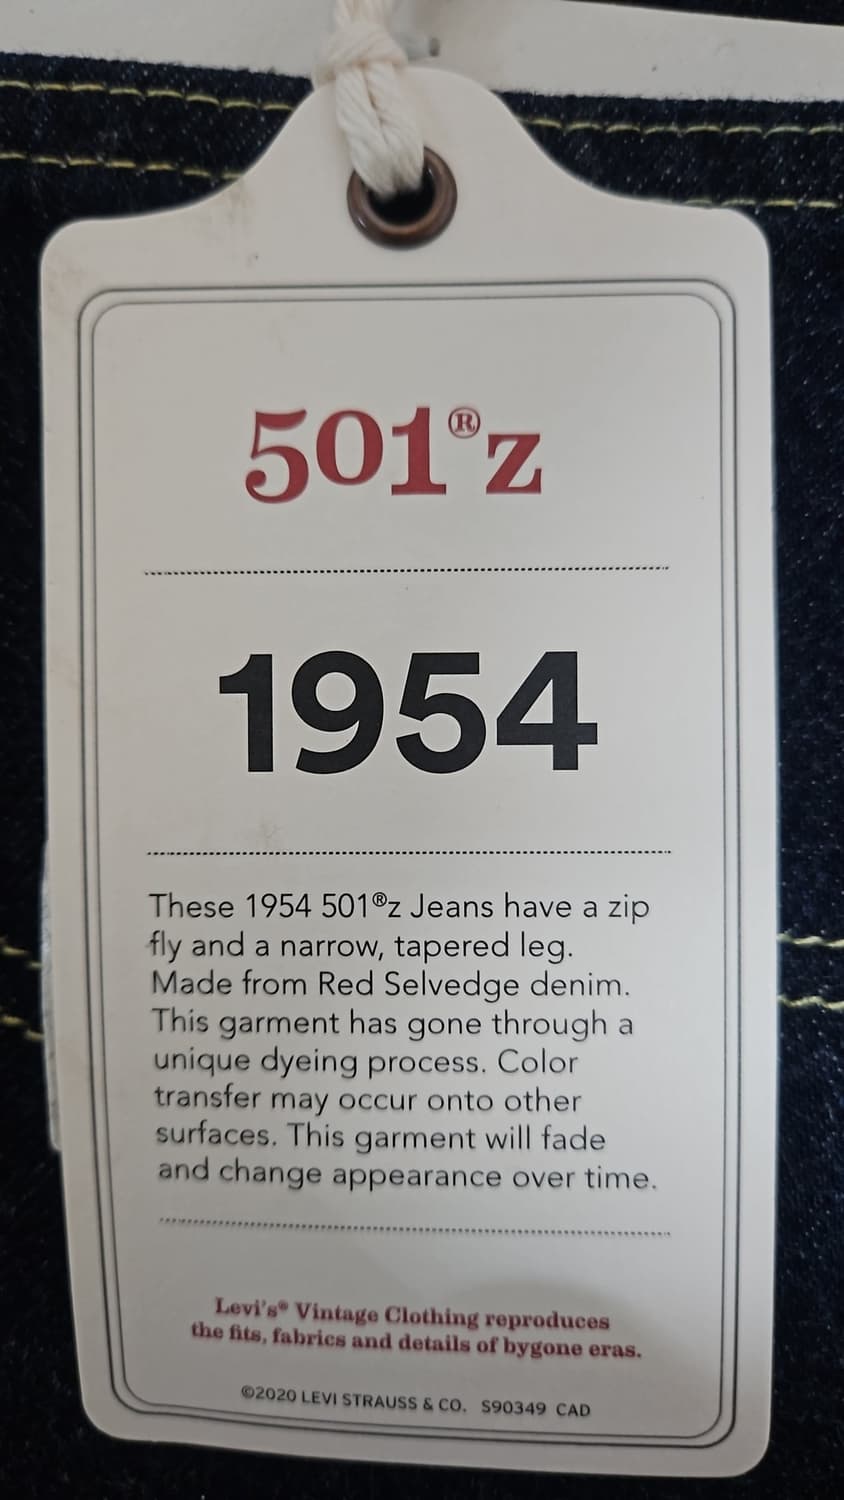 501®z
1954
These 1954 501®z Jeans have a zip
fly and a narrow, tapered leg.
Made from Red Selvedge denim.
This garment has gone through a
unique dyeing process. Color
transfer may occur onto other
surfaces. This garment will fade
and change appearance over time.
Levi's® Vintage Clothing reproduces
the fits, fabrics and details of bygone eras.
©2020 LEVI STRAUSS & CO. S90349 CAD